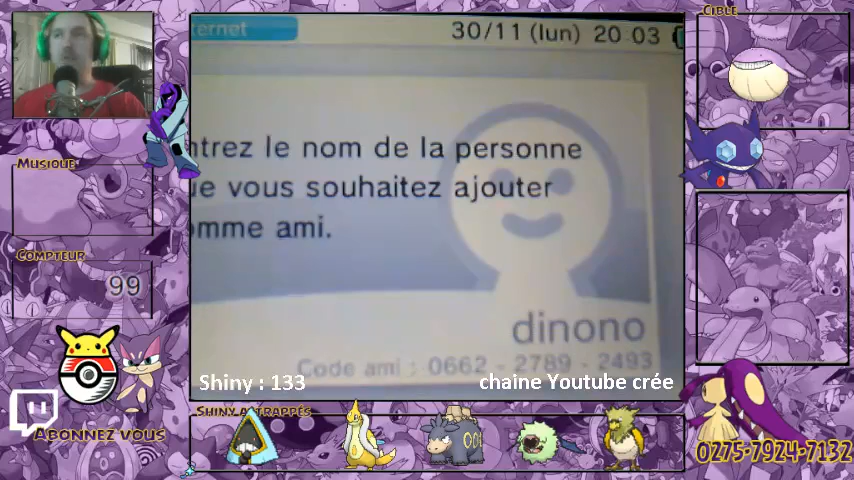 ternet
30/11 (lun) 20 03
Cible
ntrez le nom de la personne
ue vous souhaitez ajouter
omme ami.
dinono
Code ami : 0662 - 2789 - 2493
Musique
Compteur
99
Shiny : 133
chaine Youtube crée
Shiny attrappés
Abonnez vous
0275-7924-7132